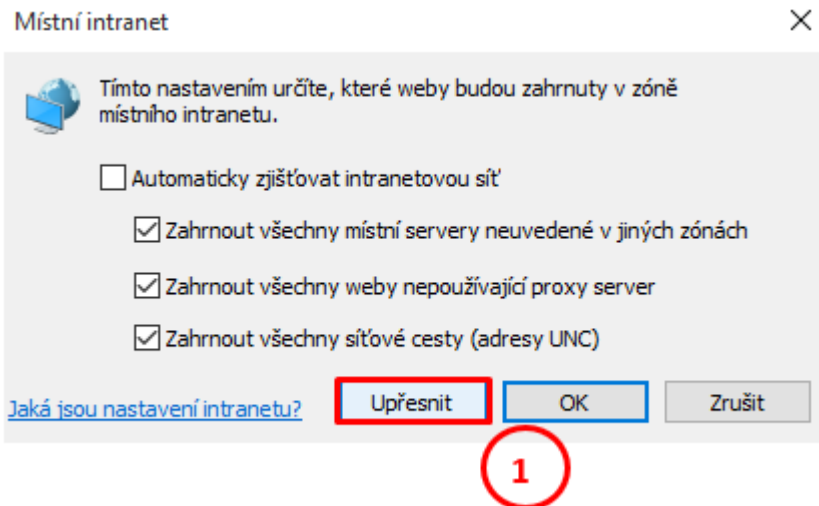 Místní intranet
Tímto nastavením určíte, které weby budou zahrnuty v zóně
místního intranetu.
Automaticky zjišťovat intranetovou síť
Zahrnout všechny místní servery neuvedené v jiných zónách
Zahrnout všechny weby nepoužívající proxy server
Zahrnout všechny síťové cesty (adresy UNC)
Jaká jsou nastavení intranetu? Upřesnit OK Zrušit
1